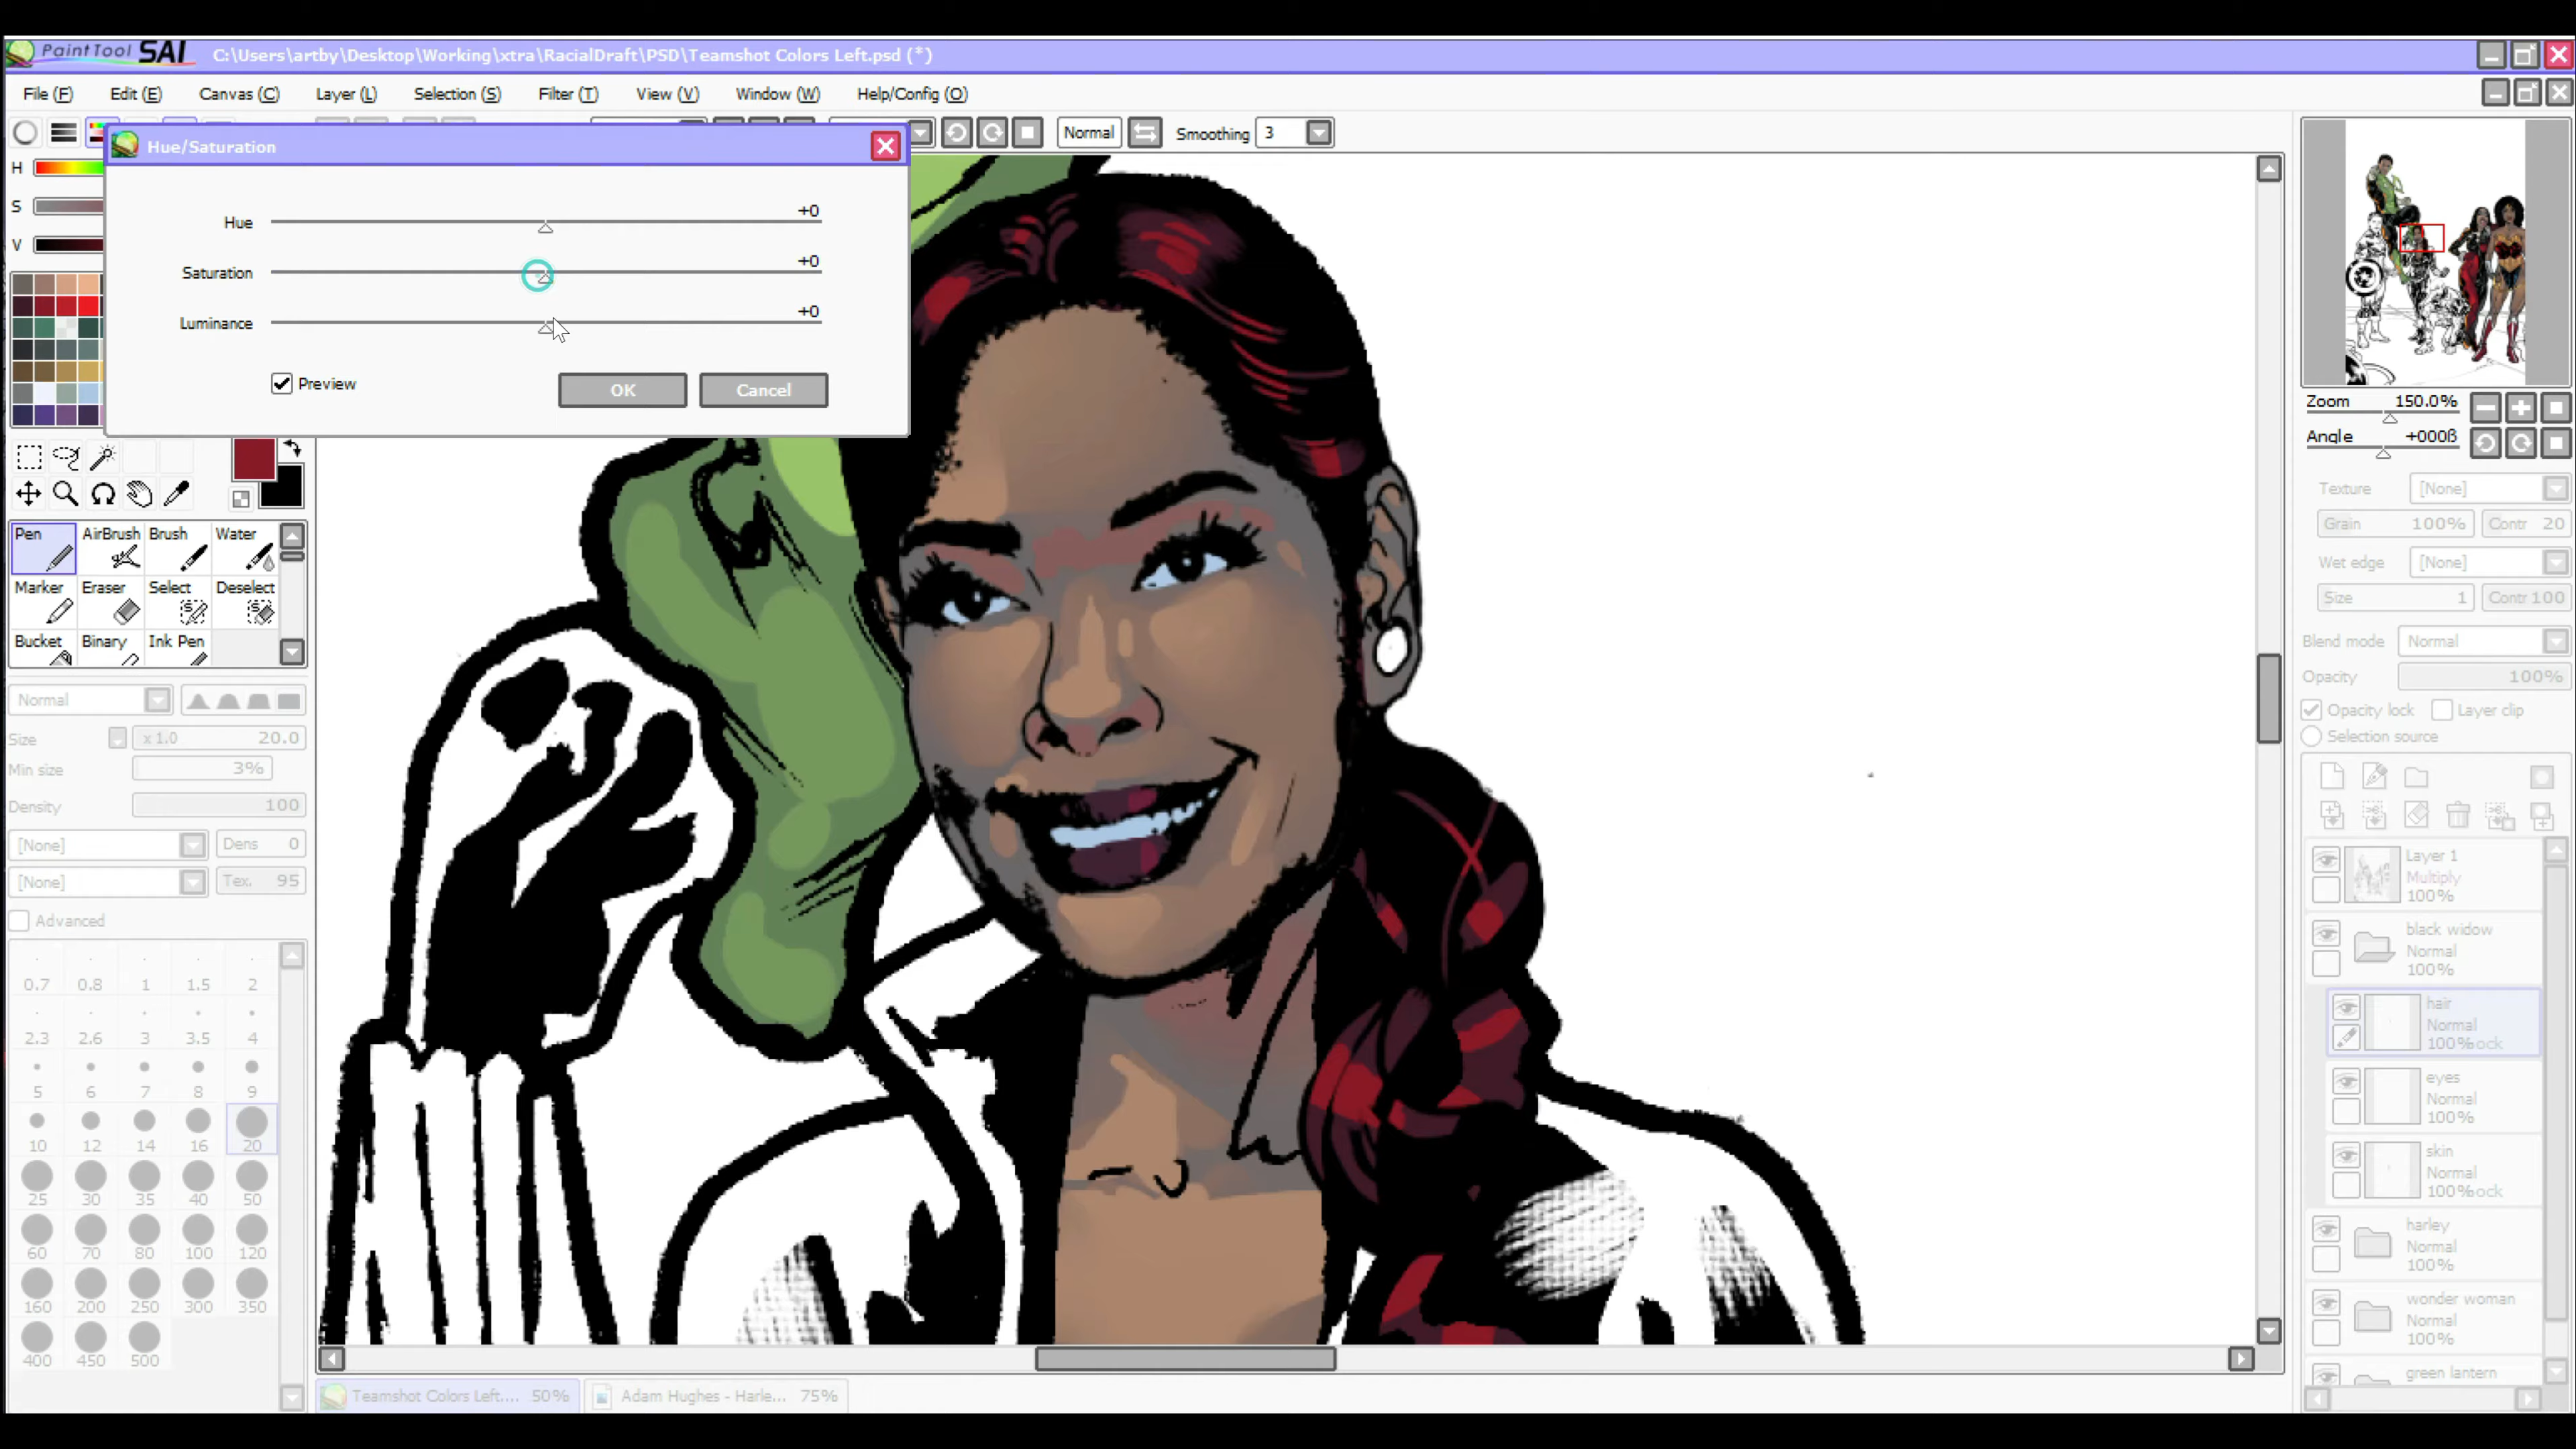 PaintTool SAI C:\Users\artby\Desktop\Working\xtra\RacialDraft\PSD\Teamshot Colors Left.psd (*)
File (F) Edit (E) Canvas (C) Layer (L) Selection (S) Filter (T) View (V) Window (W) Help/Config (O)
Normal Smoothing 3
Hue/Saturation
H
S
V
Hue +0
Saturation +0
Luminance +0
Preview OK Cancel
Pen AirBrush Brush Water
Marker Eraser Select Deselect
Bucket Binary Ink Pen
Normal
Size x 1.0 20.0
Min size 3%
Density 100
[None] Dens 0
[None] Tex. 95
Advanced
0.7 0.8 1 1.5 2
2.3 2.6 3 3.5 4
5 6 7 8 9
10 12 14 16 20
25 30 35 40 50
60 70 80 100 120
160 200 250 300 350
400 450 500
Teamshot Colors Left.... 50% Adam Hughes - Harle... 75%
Zoom 150.0%
Angle +000ß
Texture [None]
Grain 100% Contr 20
Wet edge [None]
Size 1 Contr 100
Blend mode Normal
Opacity 100%
Opacity lock Layer clip
Selection source
Layer 1
Multiply
100%
black widow
Normal
100%
hair
Normal
100%ock
eyes
Normal
100%
skin
Normal
100%ock
harley
Normal
100%
wonder woman
Normal
100%
green lantern